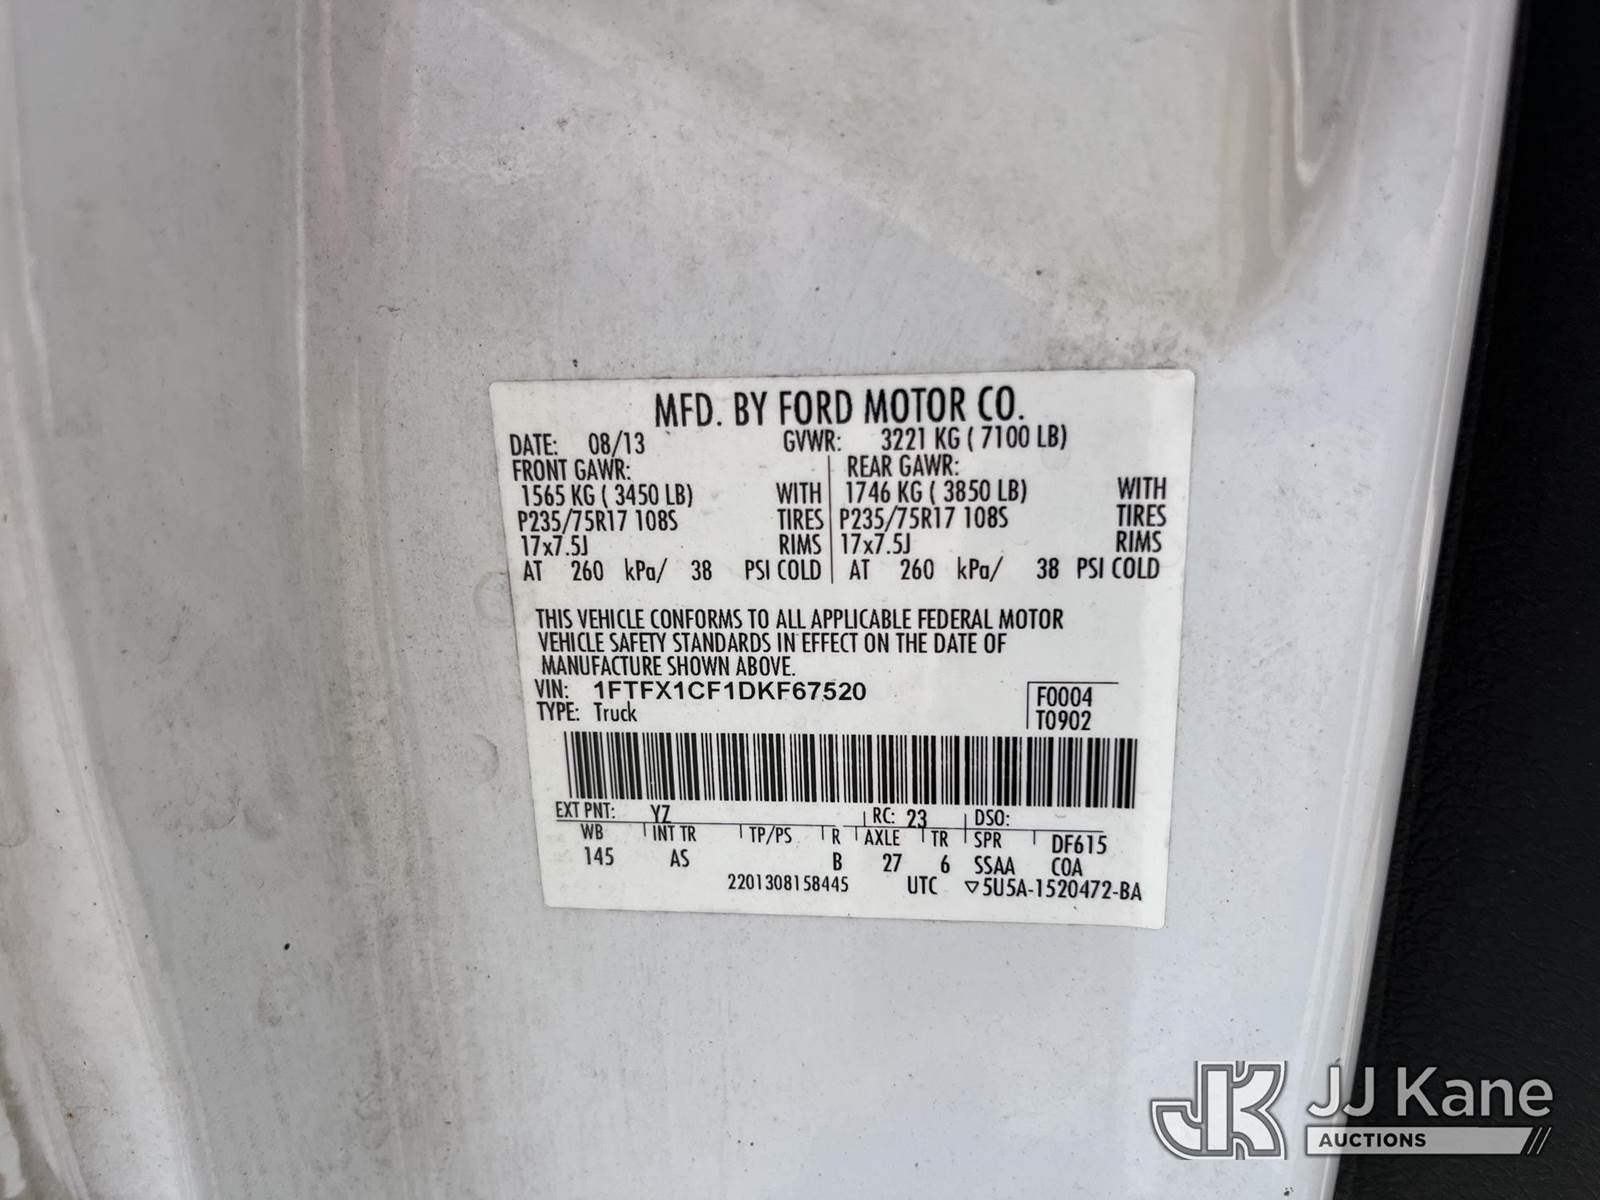 MFD. BY FORD MOTOR CO.
DATE: 08/13 GVWR: 3221 KG ( 7100 LB)
FRONT GAWR: REAR GAWR:
1565 KG ( 3450 LB) WITH 1746 KG ( 3850 LB) WITH
P235/75R17 108S TIRES P235/75R17 108S TIRES
17x7.5J RIMS 17x7.5J RIMS
AT 260 kPa/ 38 PSI COLD AT 260 kPa/ 38 PSI COLD
THIS VEHICLE CONFORMS TO ALL APPLICABLE FEDERAL MOTOR
VEHICLE SAFETY STANDARDS IN EFFECT ON THE DATE OF
MANUFACTURE SHOWN ABOVE.
VIN: 1FTFX1CF1DKF67520 F0004
TYPE: Truck T0902
EXT PNT: YZ RC: 23 DSO:
WB INT TR TP/PS R AXLE TR SPR DF615
145 AS B 27 6 SSAA COA
2201308158445 UTC ▽5U5A-1520472-BA
JK JJ Kane
AUCTIONS